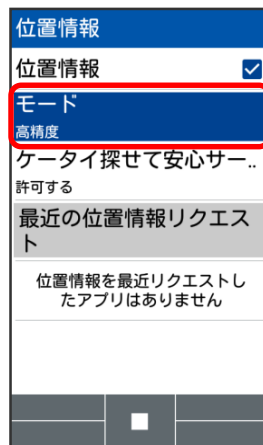 位置情報
位置情報
モード
高精度
ケータイ探せて安心サー..
許可する
最近の位置情報リクエス
ト
位置情報を最近リクエストし
たアプリはありません